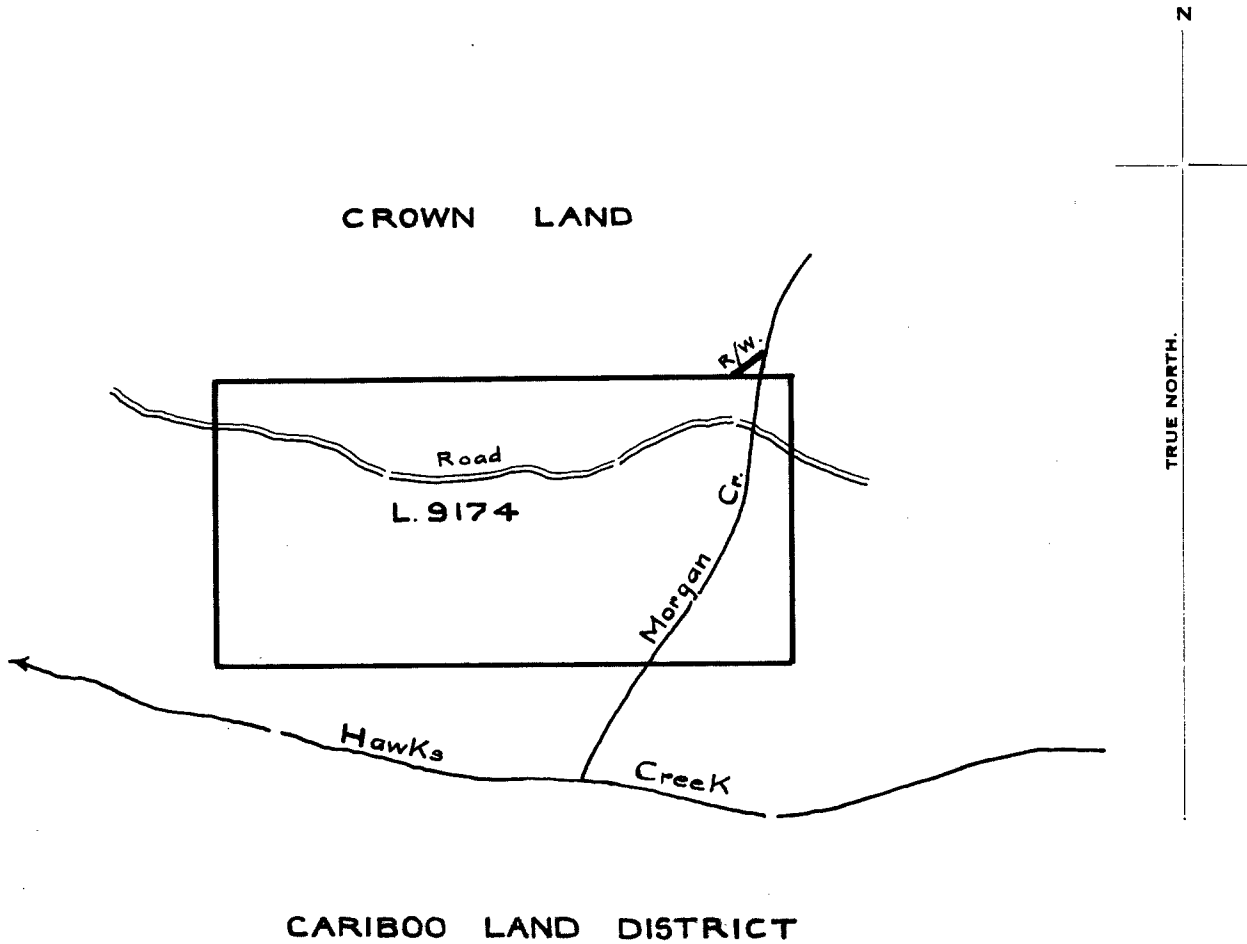 N
CROWN LAND
R/W.
TRUE NORTH.
Road
L. 9174
Morgan Cr.
Hawks Creek
CARIBOO LAND DISTRICT